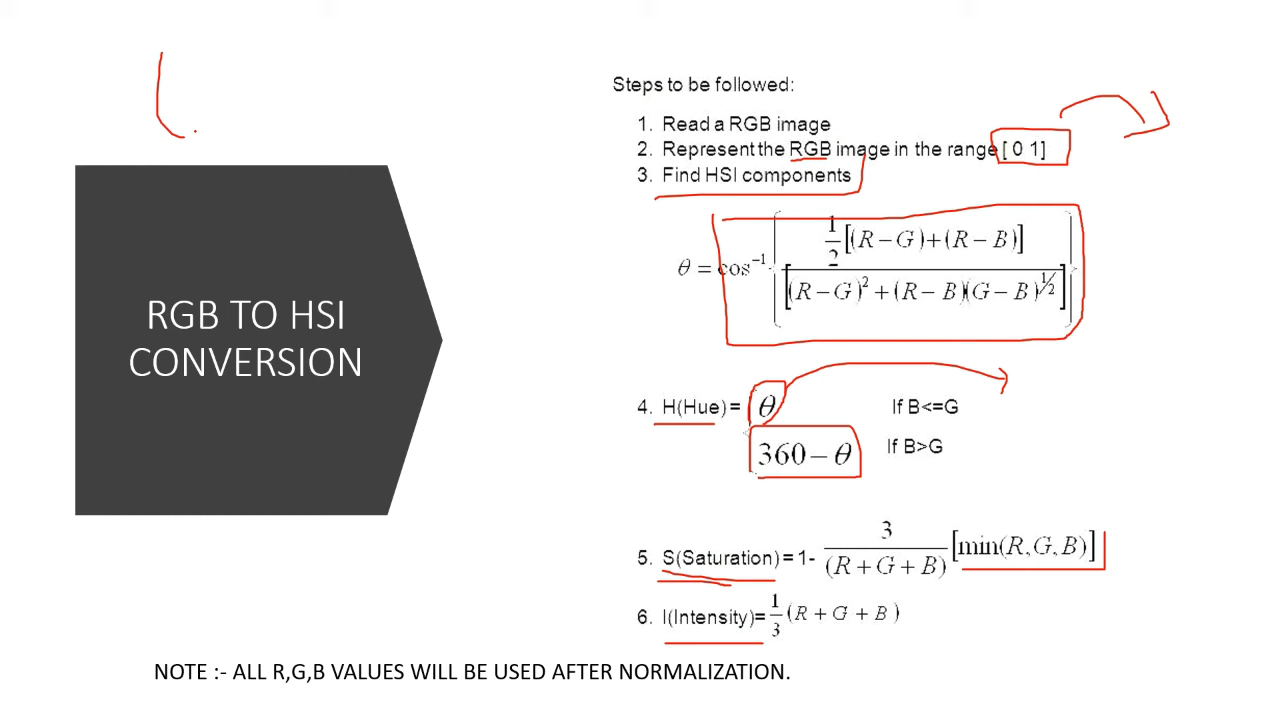 RGB TO HSI
CONVERSION
Steps to be followed:
1. Read a RGB image
2. Represent the RGB image in the range [ 0 1]
3. Find HSI components
θ = cos⁻¹ { ½[(R−G)+(R−B)] / [(R−G)² + (R−B)(G−B)^½] }
4. H(Hue) = θ If B<=G
360−θ If B>G
5. S(Saturation) = 1- 3/(R+G+B) [min(R,G,B)]
6. I(Intensity)= 1/3 (R+G+B)
NOTE :- ALL R,G,B VALUES WILL BE USED AFTER NORMALIZATION.